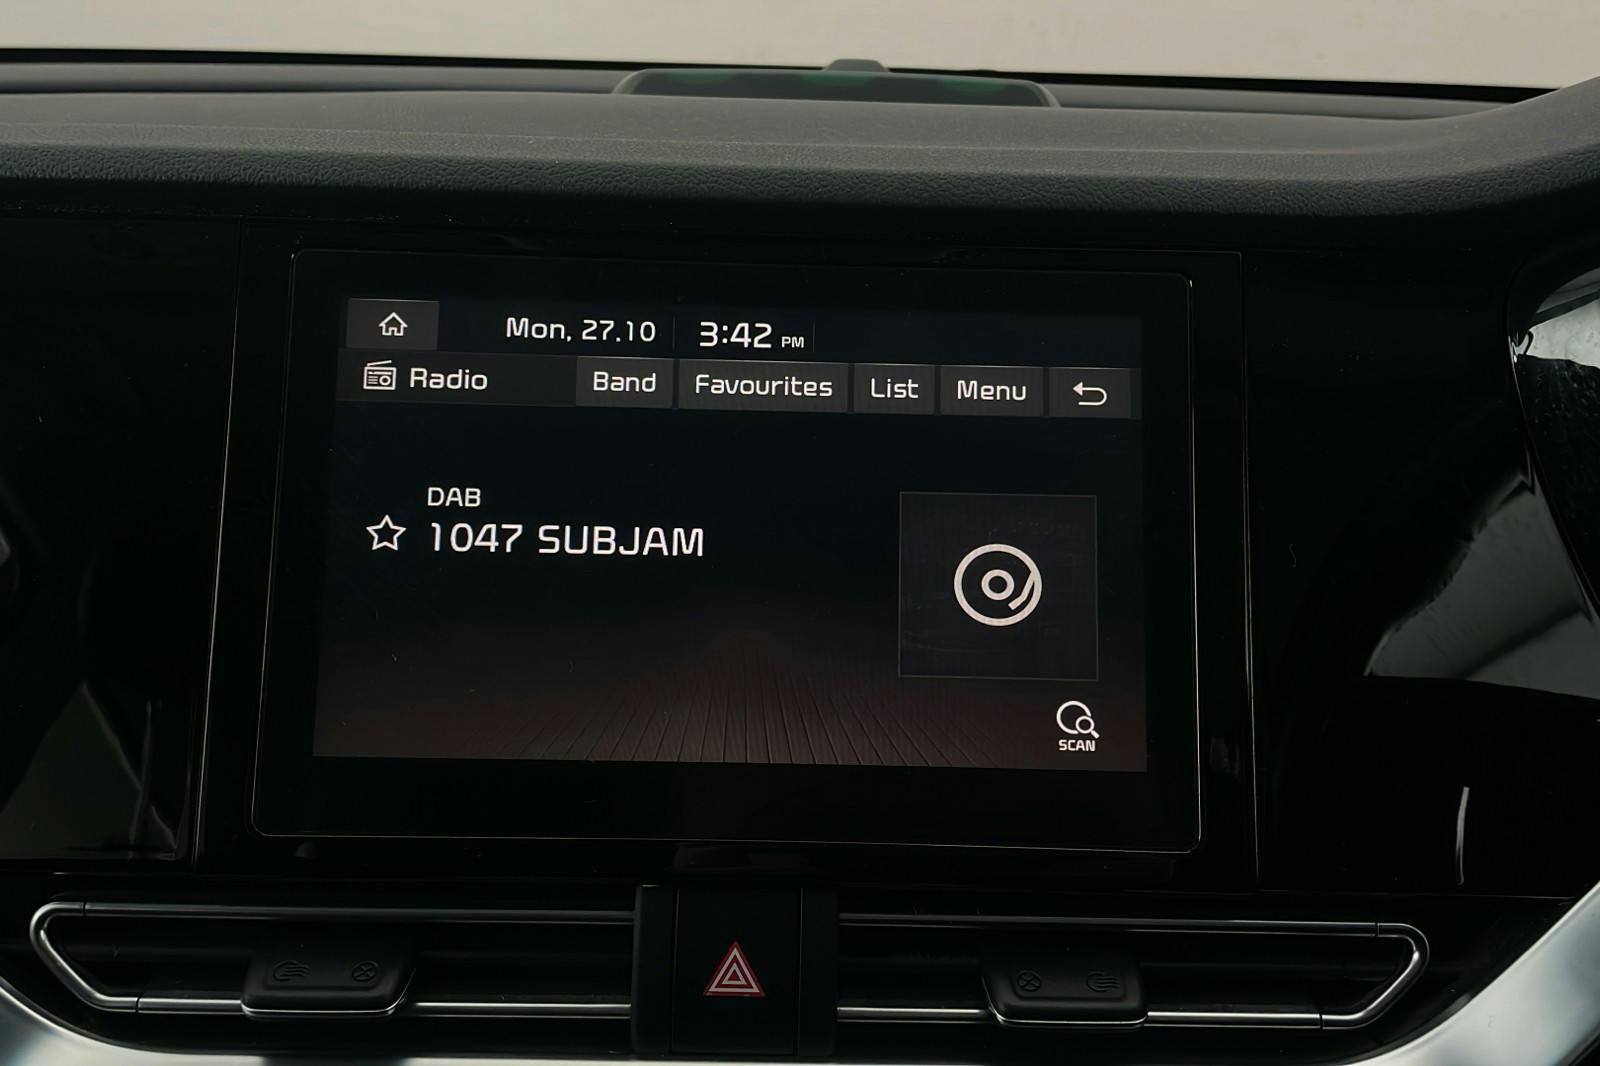 Mon, 27.10 3:42 PM
Radio Band Favourites List Menu
DAB
1047 SUBJAM
SCAN